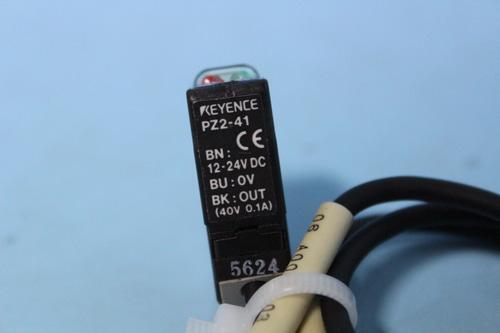 KEYENCE
PZ2-41
CE
BN:
12-24V DC
BU: 0V
BK: OUT
(40V 0.1A)
5624